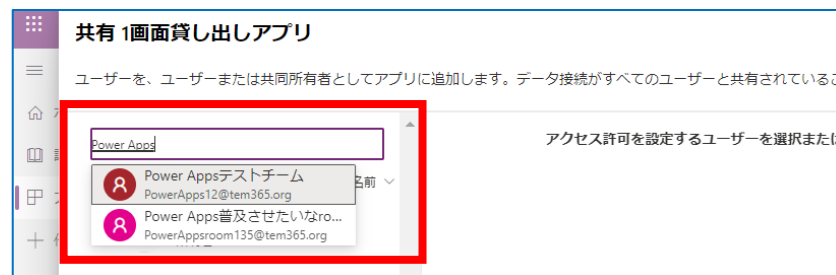 共有 1画面貸し出しアプリ
ユーザーを、ユーザーまたは共同所有者としてアプリに追加します。データ接続がすべてのユーザーと共有されているこ
Power Apps
アクセス許可を設定するユーザーを選択または
Power Appsテストチーム
PowerApps12@tem365.org
名前
Power Apps普及させたいなro...
PowerAppsroom135@tem365.org